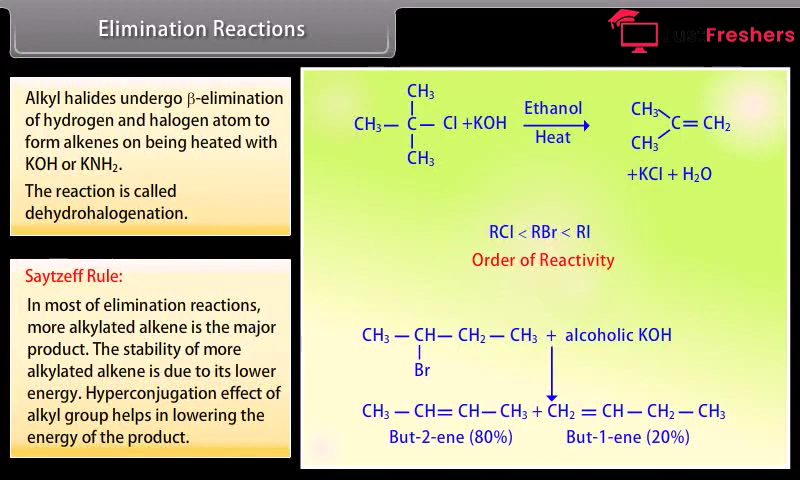 Elimination Reactions
Just Freshers
Alkyl halides undergo β-elimination
of hydrogen and halogen atom to
form alkenes on being heated with
KOH or KNH₂.
The reaction is called
dehydrohalogenation.
Saytzeff Rule:
In most of elimination reactions,
more alkylated alkene is the major
product. The stability of more
alkylated alkene is due to its lower
energy. Hyperconjugation effect of
alkyl group helps in lowering the
energy of the product.
CH₃
CH₃ — C — Cl +KOH
CH₃
Ethanol
Heat
CH₃
C = CH₂
CH₃
+KCl + H₂O
RCl < RBr < RI
Order of Reactivity
CH₃ — CH — CH₂ — CH₃ + alcoholic KOH
Br
CH₃ — CH = CH — CH₃ + CH₂ = CH — CH₂ — CH₃
But-2-ene (80%) But-1-ene (20%)